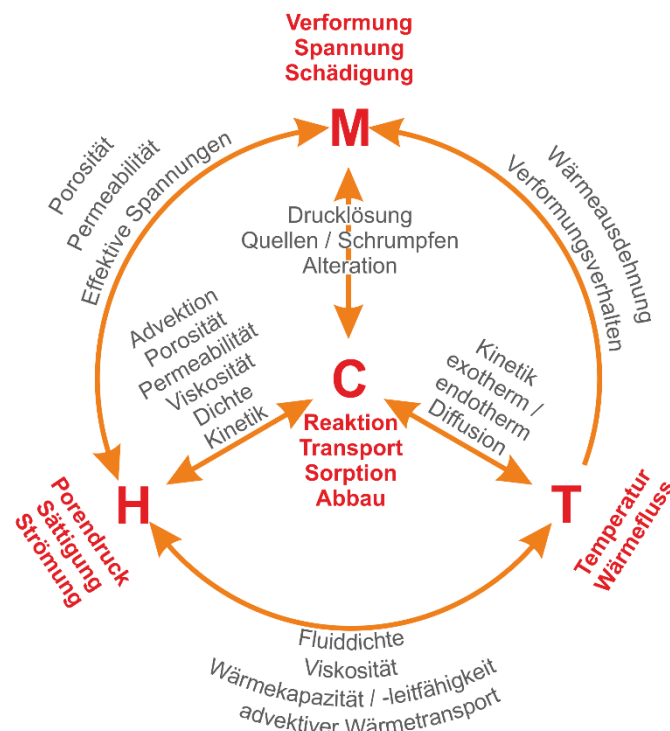 Verformung
Spannung
Schädigung
M
Porosität
Permeabilität
Effektive Spannungen
Wärmeausdehnung
Verformungsverhalten
Drucklösung
Quellen / Schrumpfen
Alteration
Advektion
Porosität
Permeabilität
Viskosität
Dichte
Kinetik
Kinetik
exotherm /
endotherm
Diffusion
C
Reaktion
Transport
Sorption
Abbau
H
Porendruck
Sättigung
Strömung
T
Temperatur
Wärmefluss
Fluiddichte
Viskosität
Wärmekapazität / -leitfähigkeit
advektiver Wärmetransport